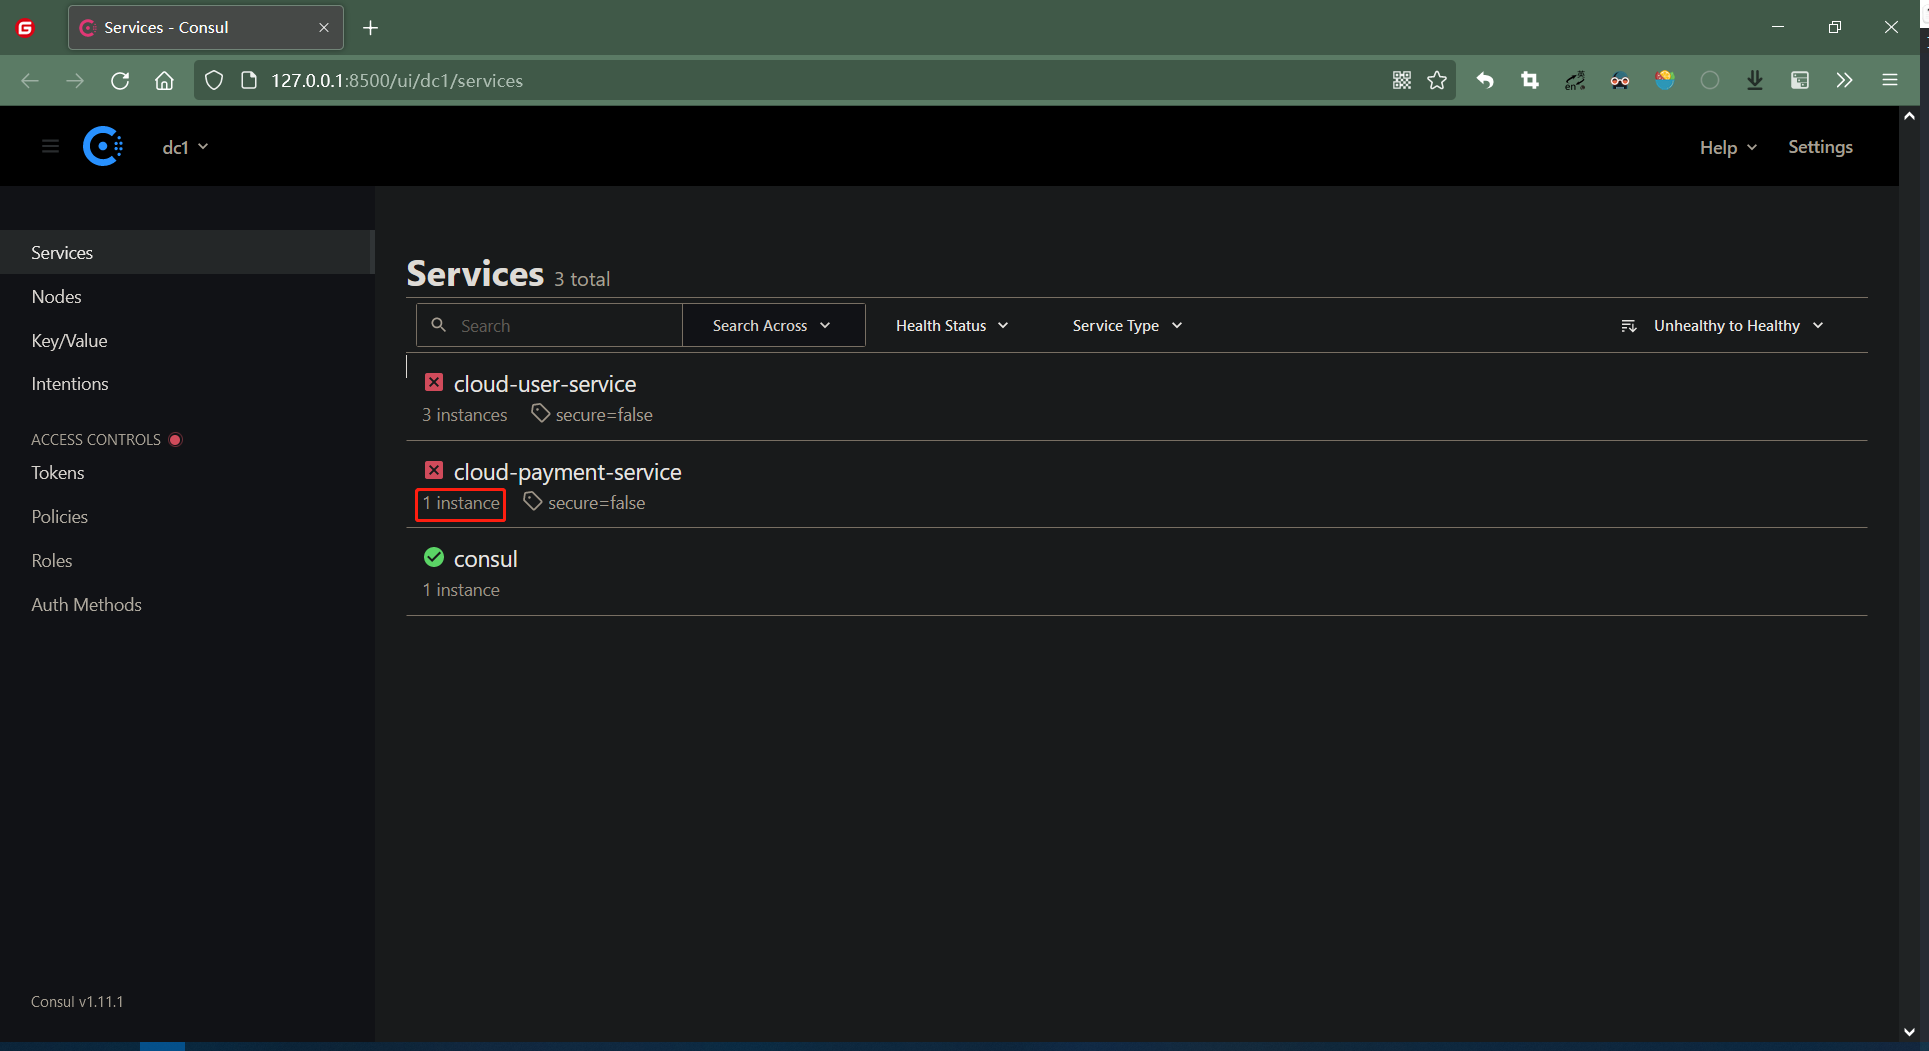 Services - Consul
127.0.0.1:8500/ui/dc1/services
dc1
Help
Settings
Services
Nodes
Key/Value
Intentions
ACCESS CONTROLS
Tokens
Policies
Roles
Auth Methods
Consul v1.11.1
Services 3 total
Search
Search Across
Health Status
Service Type
Unhealthy to Healthy
cloud-user-service
3 instances secure=false
cloud-payment-service
1 instance secure=false
consul
1 instance